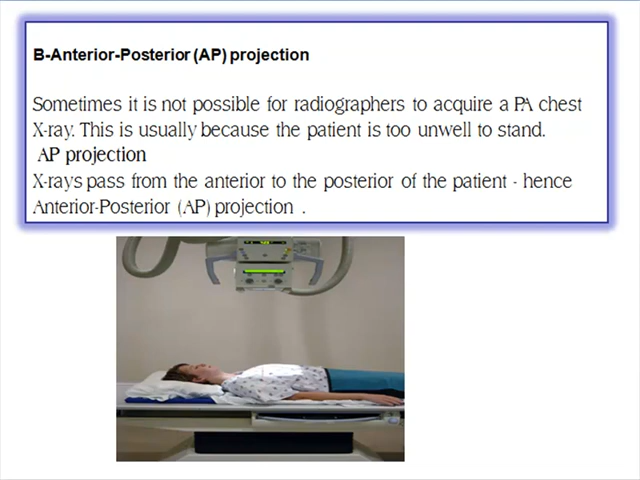 B-Anterior-Posterior (AP) projection
Sometimes it is not possible for radiographers to acquire a PA chest
X-ray. This is usually because the patient is too unwell to stand.
AP projection
X-rays pass from the anterior to the posterior of the patient - hence
Anterior-Posterior (AP) projection .